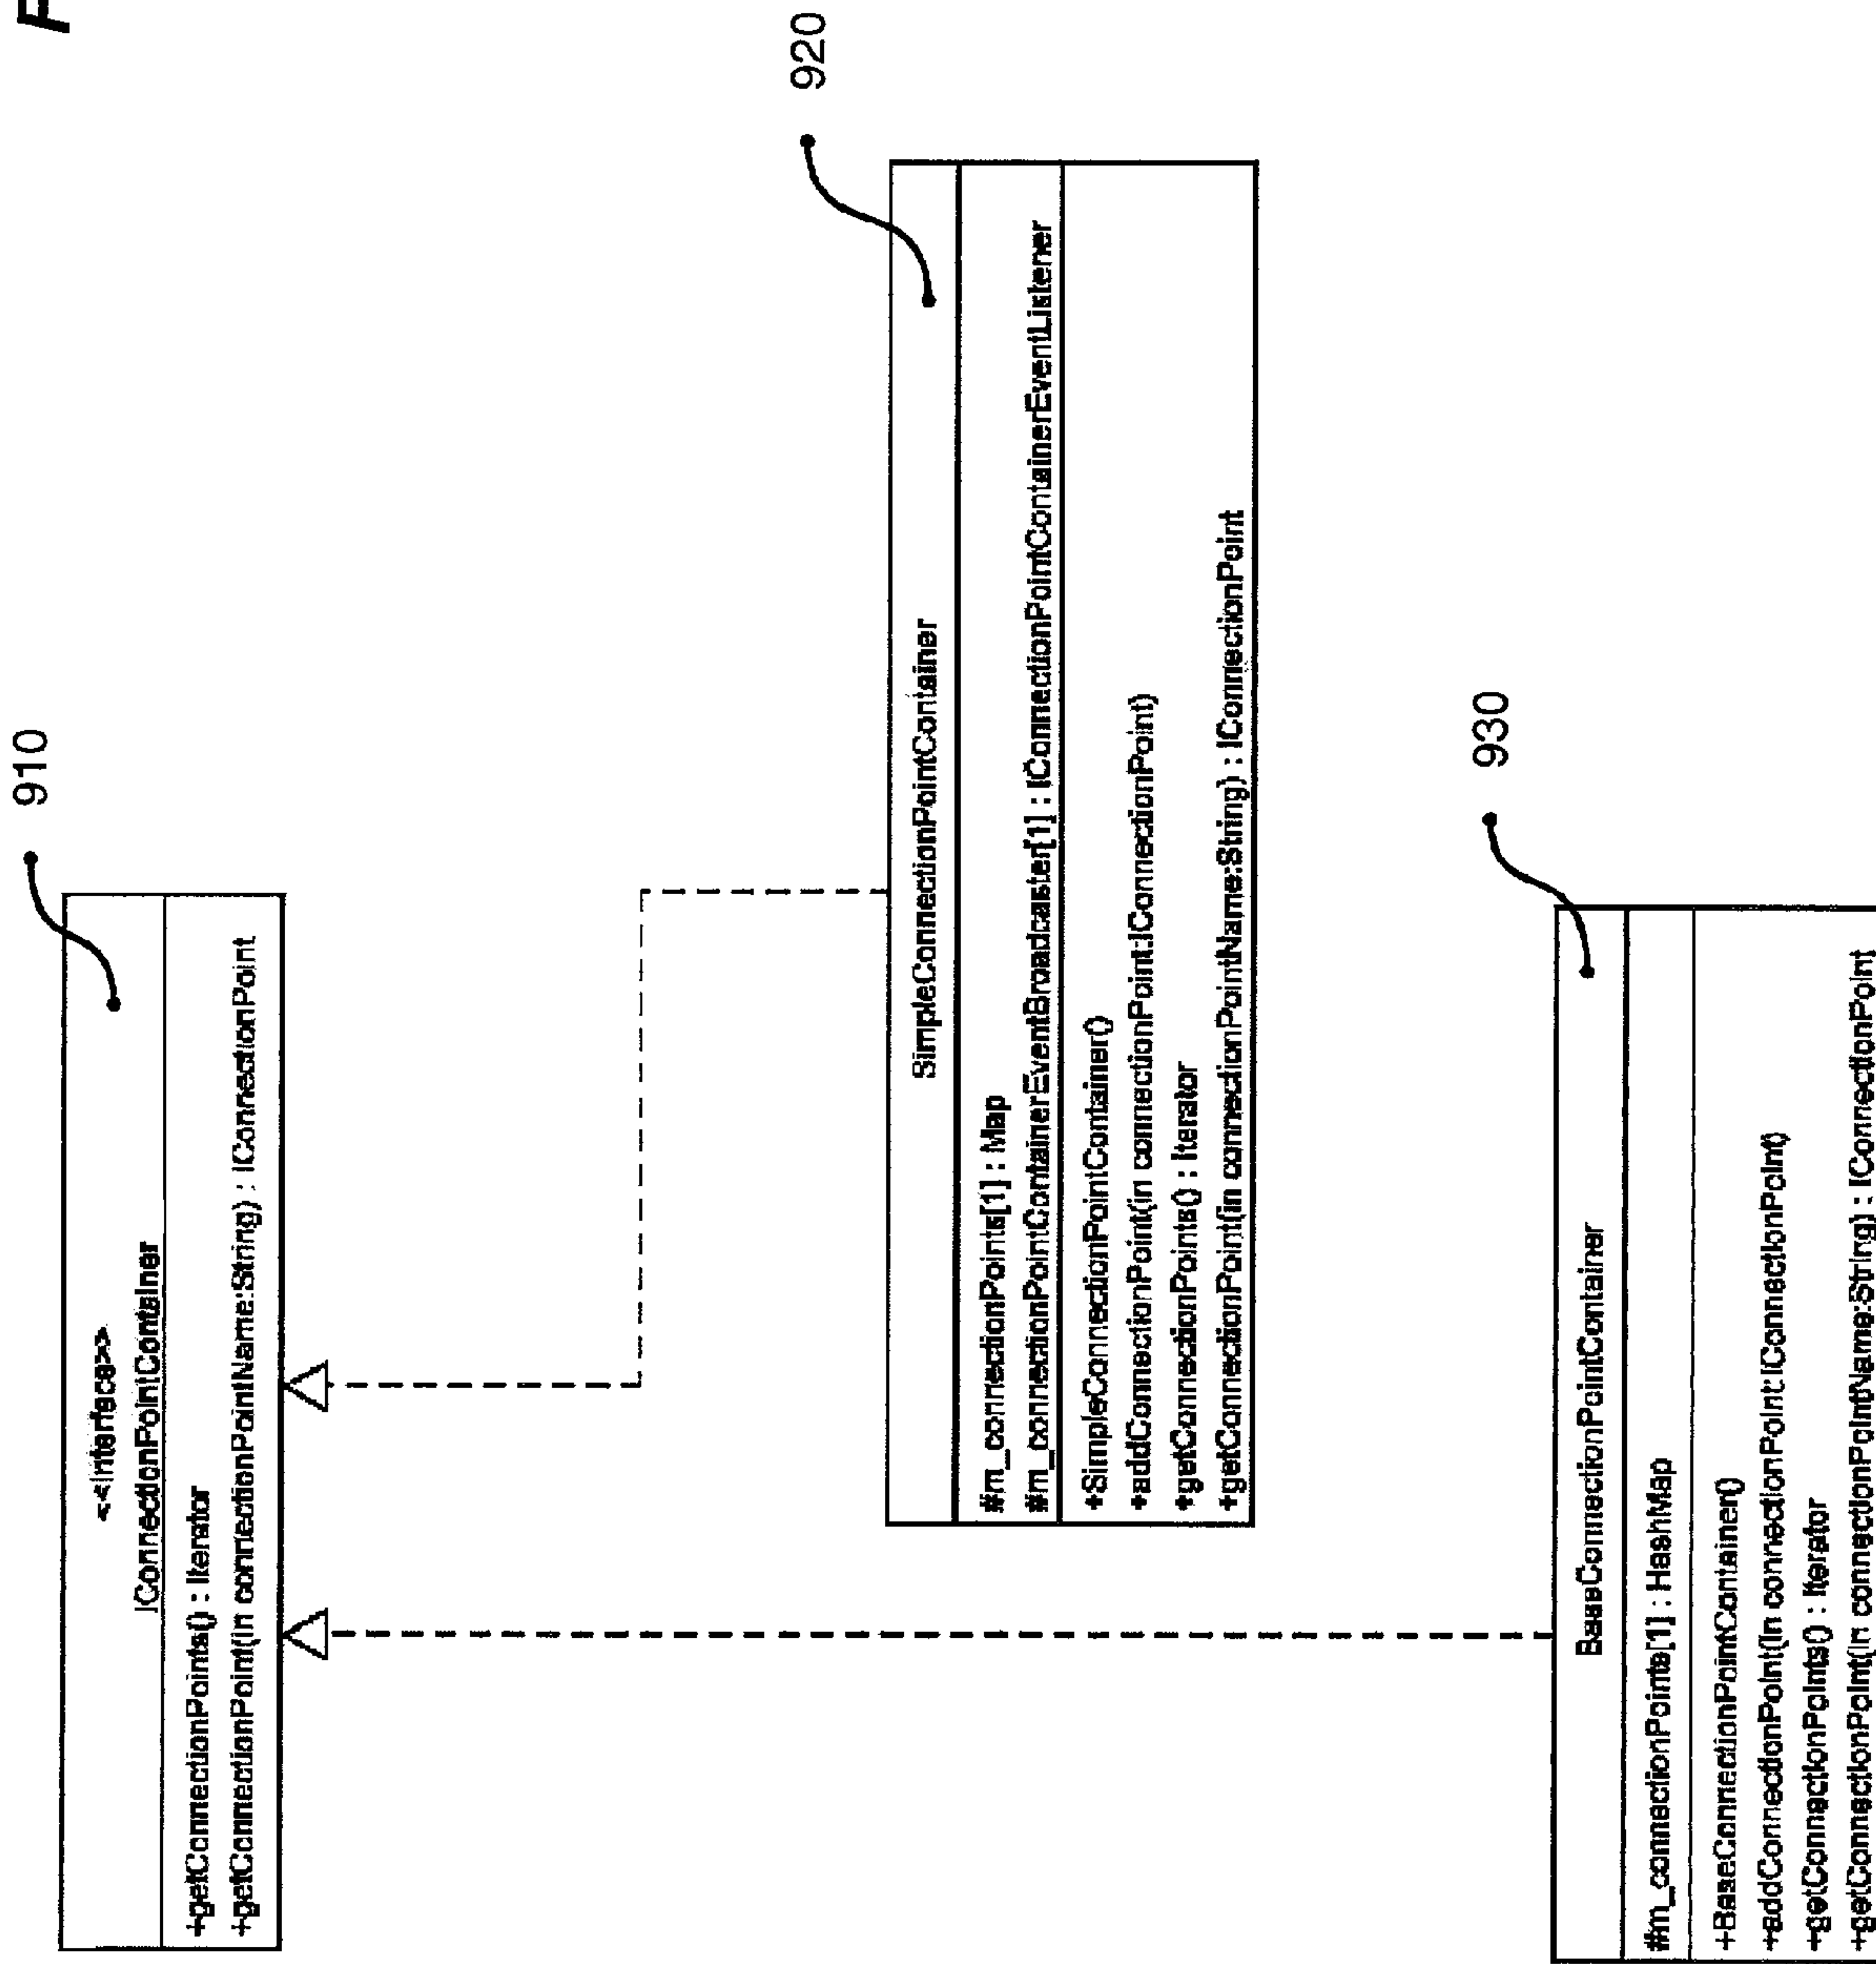 910
<<interface>>
IConnectionPointContainer
+getConnectionPoints() : Iterator
+getConnectionPoint(in connectionPointName:String) : IConnectionPoint
920
SimpleConnectionPointContainer
#m_connectionPoints[1] : Map
#m_connectionPointContainerEventBroadcaster[1] : IConnectionPointContainerEventListener
+SimpleConnectionPointContainer()
+addConnectionPoint(in connectionPoint:IConnectionPoint)
+getConnectionPoints() : Iterator
+getConnectionPoint(in connectionPointName:String) : IConnectionPoint
930
BaseConnectionPointContainer
#m_connectionPoints[1] : HashMap
+BaseConnectionPointContainer()
+addConnectionPoint(in connectionPoint:IConnectionPoint)
+getConnectionPoints() : Iterator
+getConnectionPoint(in connectionPointName:String) : IConnectionPoint